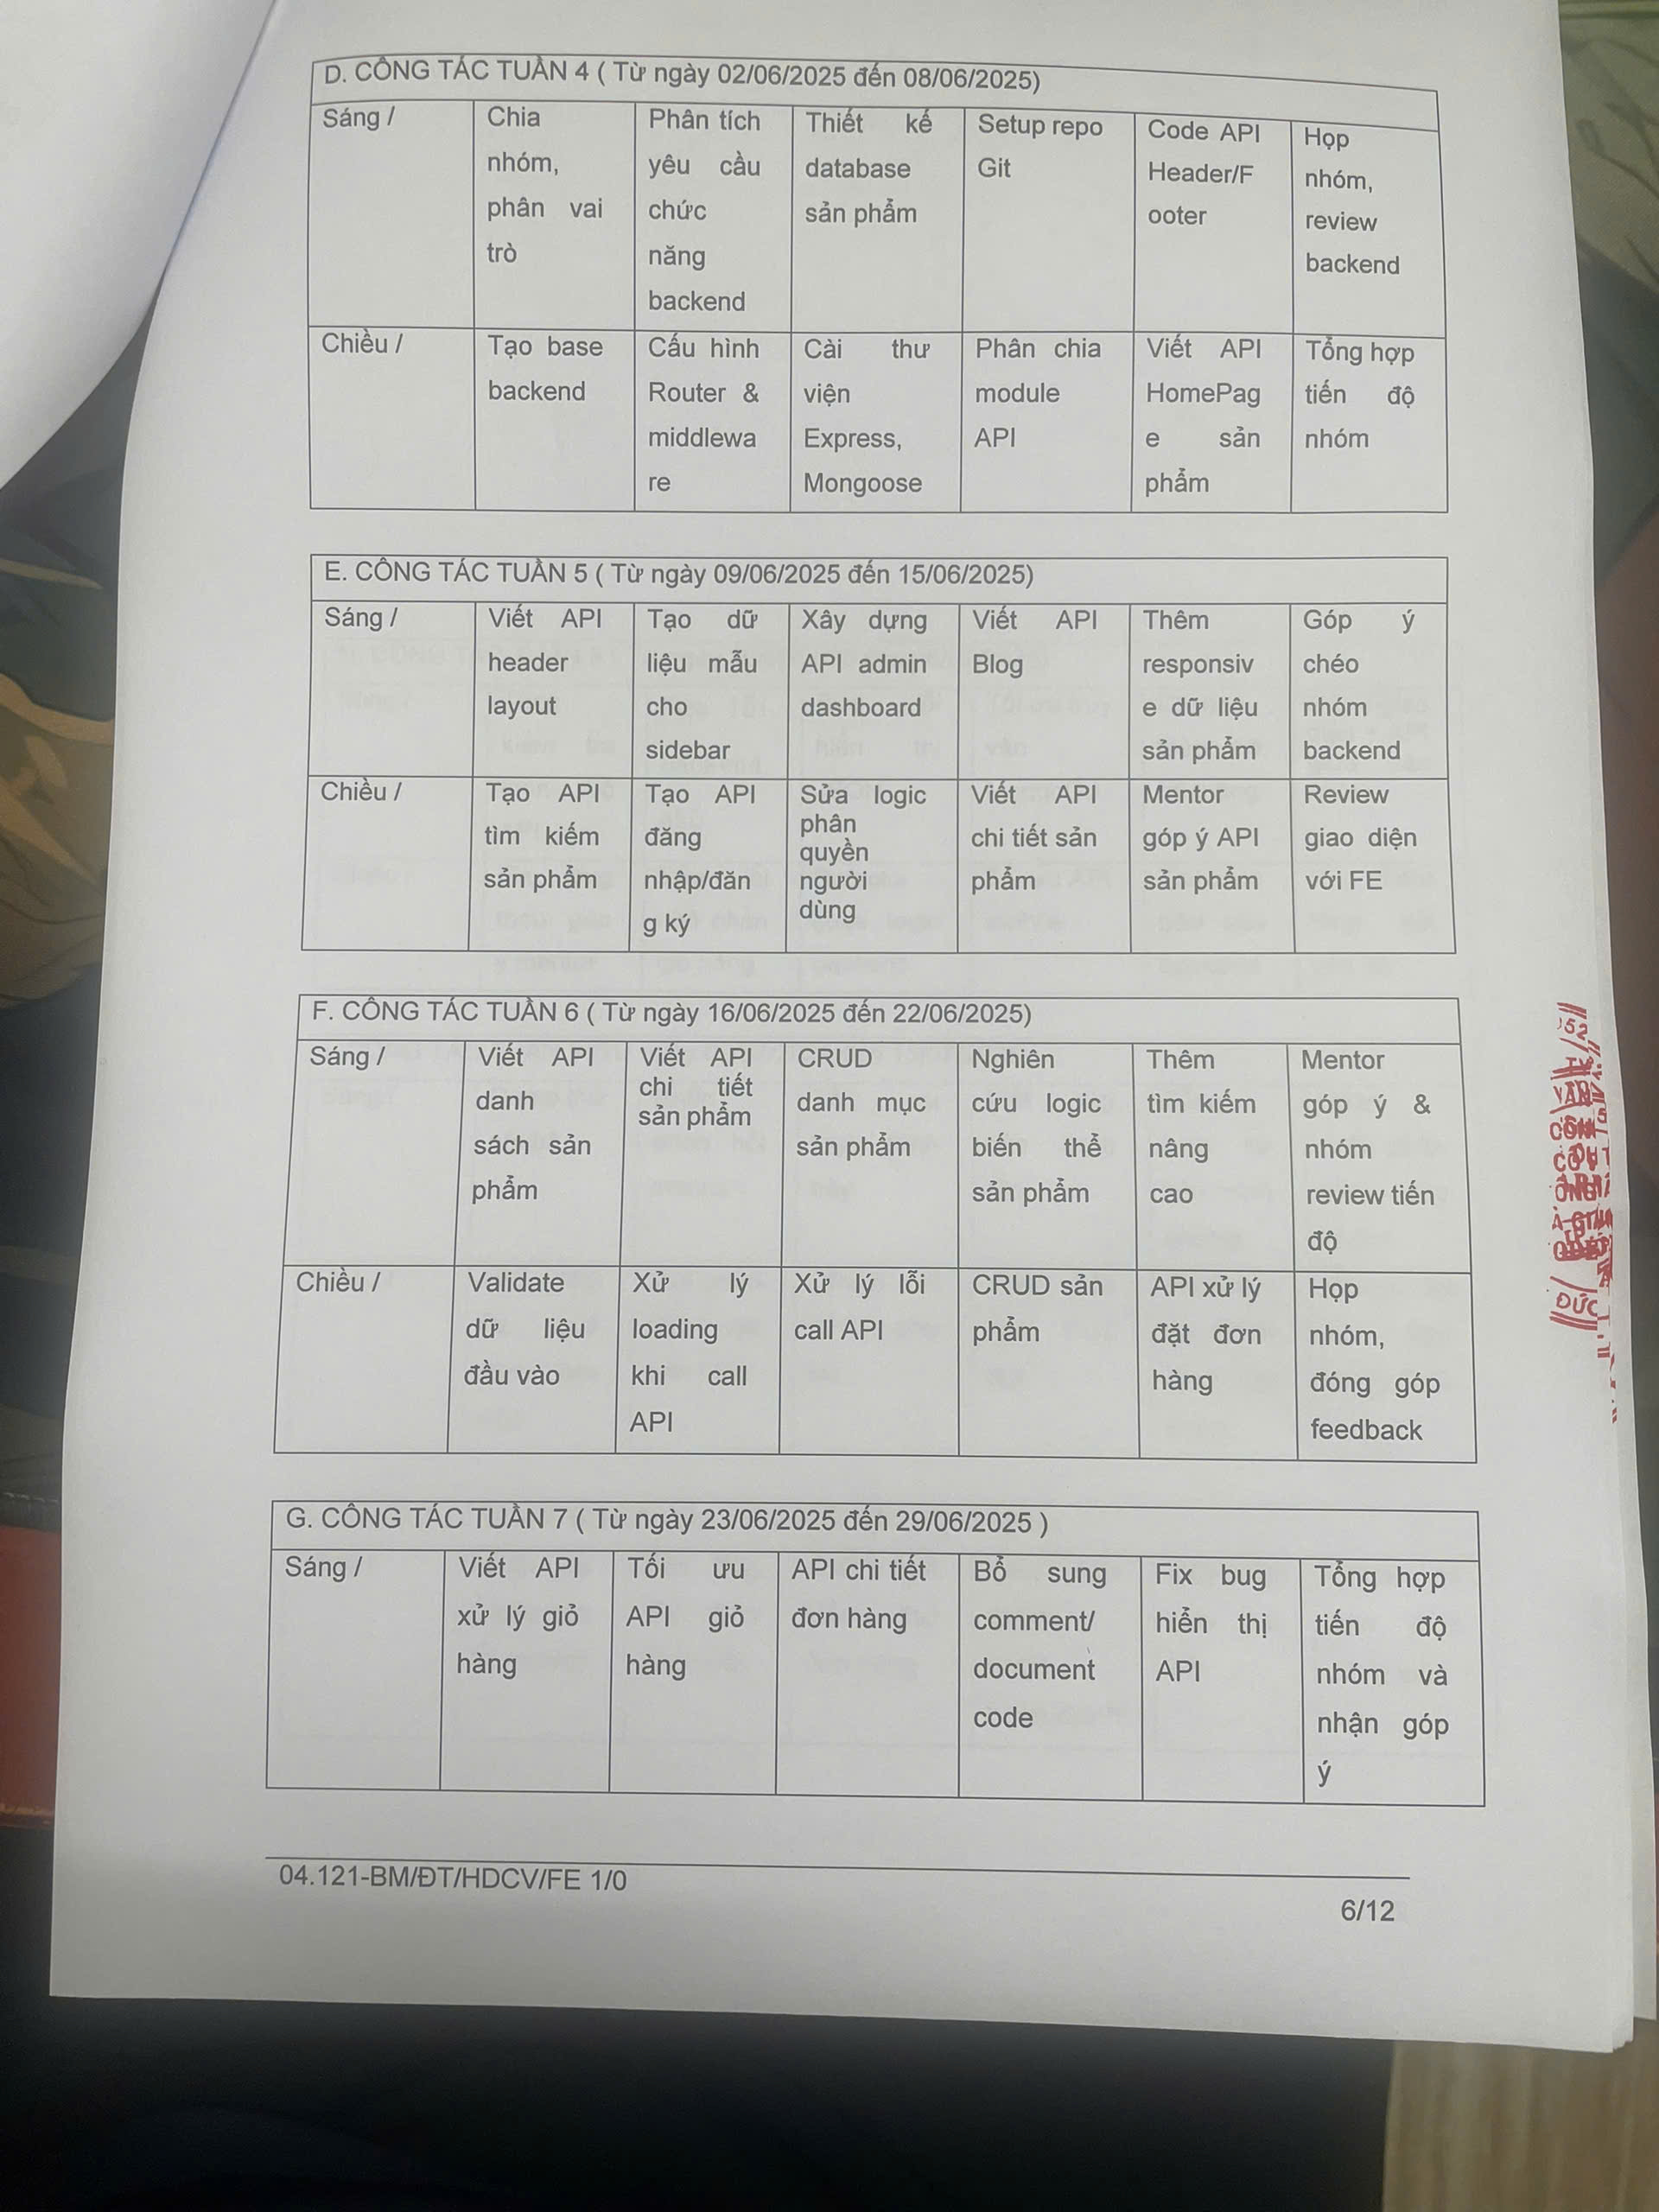 D. CÔNG TÁC TUẦN 4 ( Từ ngày 02/06/2025 đến 08/06/2025)
Sáng /
Chia
nhóm,
phân vai
trò
Phân tích
yêu cầu
chức
năng
backend
Thiết kế
database
sản phẩm
Setup repo
Git
Code API
Header/F
ooter
Họp
nhóm,
review
backend
Chiều /
Tạo base
backend
Cấu hình
Router &
middlewa
re
Cài thư
viện
Express,
Mongoose
Phân chia
module
API
Viết API
HomePag
e sản
phẩm
Tổng hợp
tiến độ
nhóm
E. CÔNG TÁC TUẦN 5 ( Từ ngày 09/06/2025 đến 15/06/2025)
Sáng /
Viết API
header
layout
Tạo dữ
liệu mẫu
cho
sidebar
Xây dựng
API admin
dashboard
Viết API
Blog
Thêm
responsiv
e dữ liệu
sản phẩm
Góp ý
chéo
nhóm
backend
Chiều /
Tạo API
tìm kiếm
sản phẩm
Tạo API
đăng
nhập/đăn
g ký
Sửa logic
phân
quyền
người
dùng
Viết API
chi tiết sản
phẩm
Mentor
góp ý API
sản phẩm
Review
giao diện
với FE
F. CÔNG TÁC TUẦN 6 ( Từ ngày 16/06/2025 đến 22/06/2025)
Sáng /
Viết API
danh
sách sản
phẩm
Viết API
chi tiết
sản phẩm
CRUD
danh mục
sản phẩm
Nghiên
cứu logic
biến thể
sản phẩm
Thêm
tìm kiếm
nâng
cao
Mentor
góp ý &
nhóm
review tiến
độ
Chiều /
Validate
dữ liệu
đầu vào
Xử lý
loading
khi call
API
Xử lý lỗi
call API
CRUD sản
phẩm
API xử lý
đặt đơn
hàng
Họp
nhóm,
đóng góp
feedback
G. CÔNG TÁC TUẦN 7 ( Từ ngày 23/06/2025 đến 29/06/2025 )
Sáng /
Viết API
xử lý giỏ
hàng
Tối ưu
API giỏ
hàng
API chi tiết
đơn hàng
Bổ sung
comment/
document
code
Fix bug
hiển thị
API
Tổng hợp
tiến độ
nhóm và
nhận góp
ý
04.121-BM/ĐT/HDCV/FE 1/0
6/12